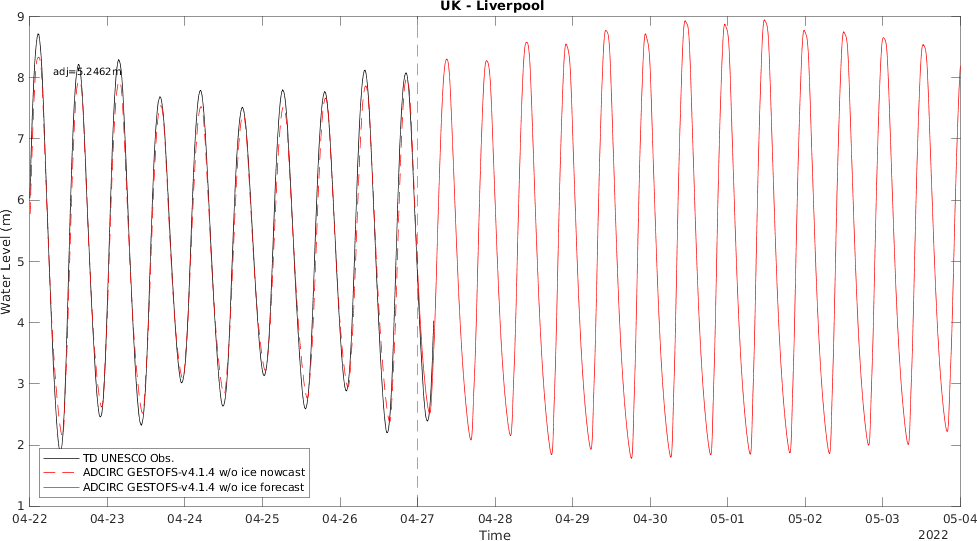 UK - Liverpool
9
8
7
6
5
4
3
2
1
Water Level (m)
adj=5.2462m
TD UNESCO Obs.
ADCIRC GESTOFS-v4.1.4 w/o ice nowcast
ADCIRC GESTOFS-v4.1.4 w/o ice forecast
04-22 04-23 04-24 04-25 04-26 04-27 04-28 04-29 04-30 05-01 05-02 05-03 05-04
Time
2022